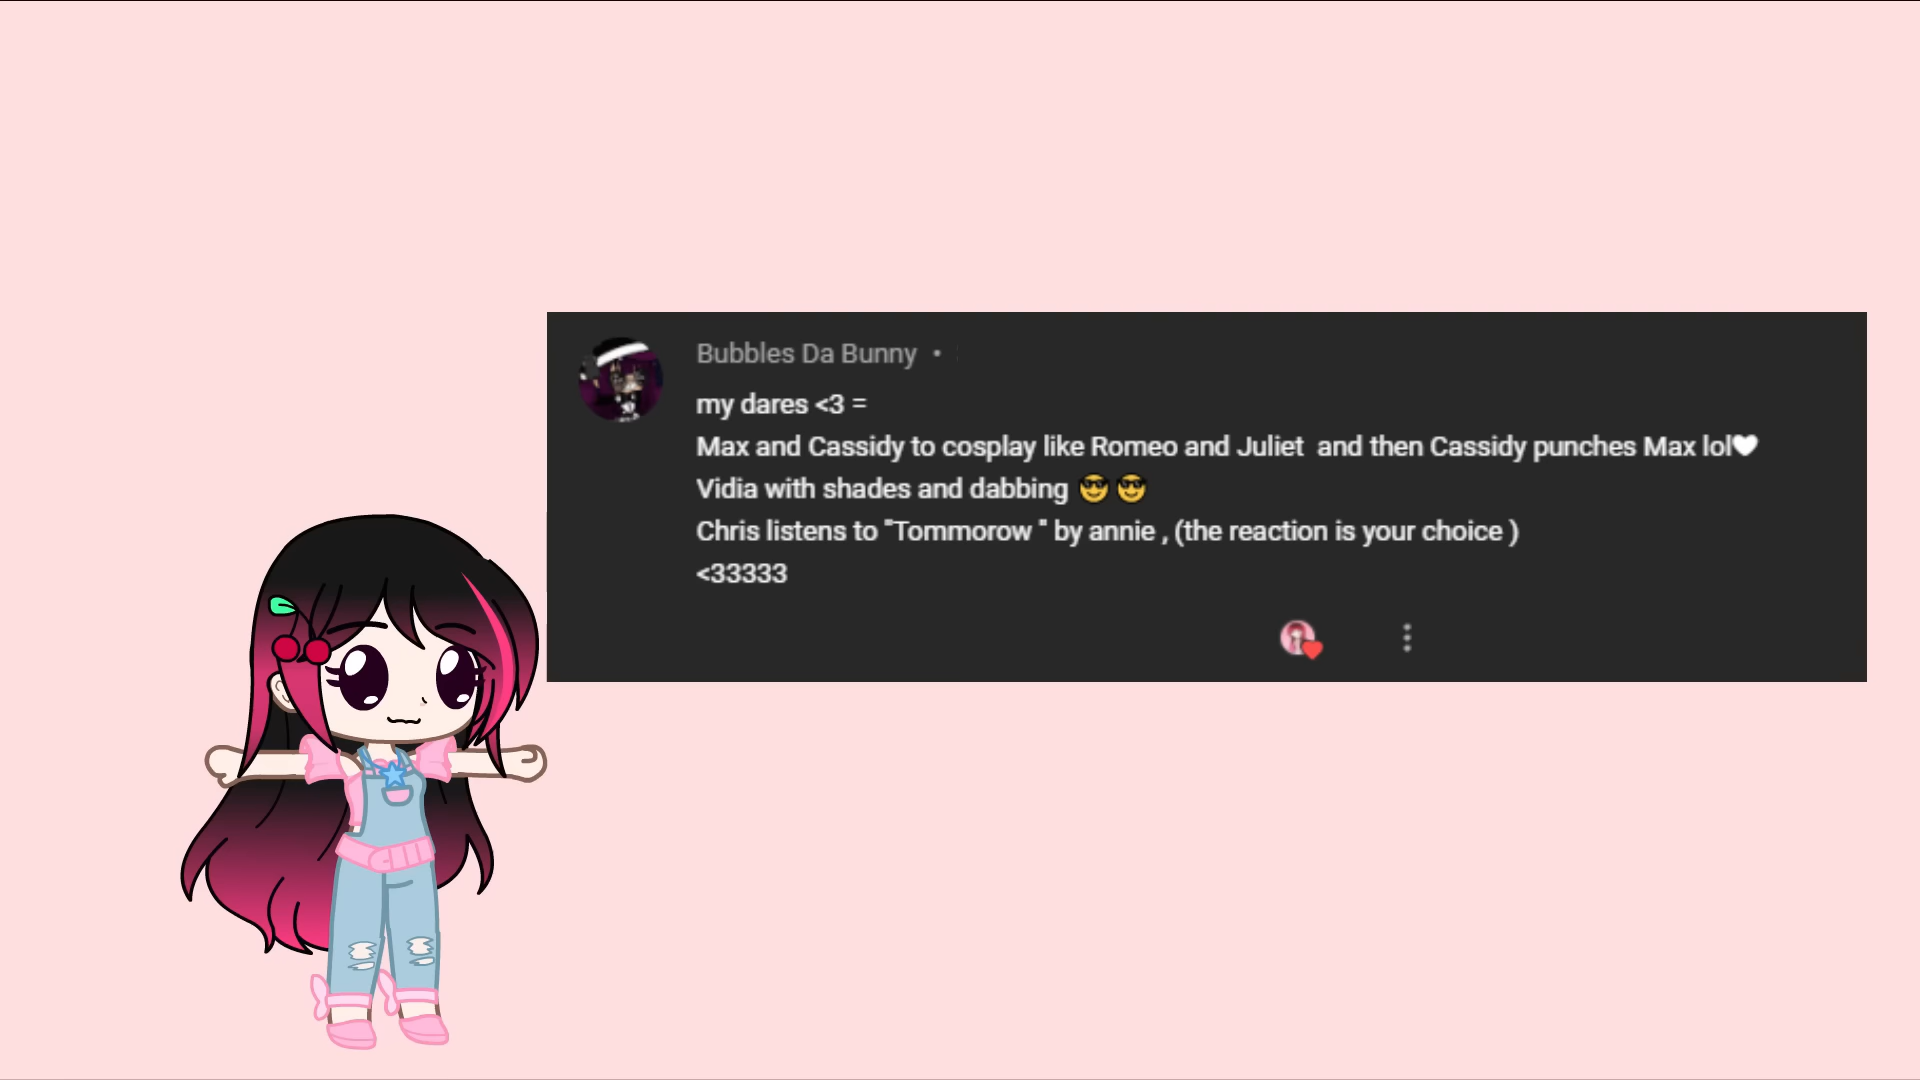 Bubbles Da Bunny •
my dares <3 =
Max and Cassidy to cosplay like Romeo and Juliet  and then Cassidy punches Max lol🤍
Vidia with shades and dabbing 😎 😎
Chris listens to "Tommorow " by annie , (the reaction is your choice )
<33333